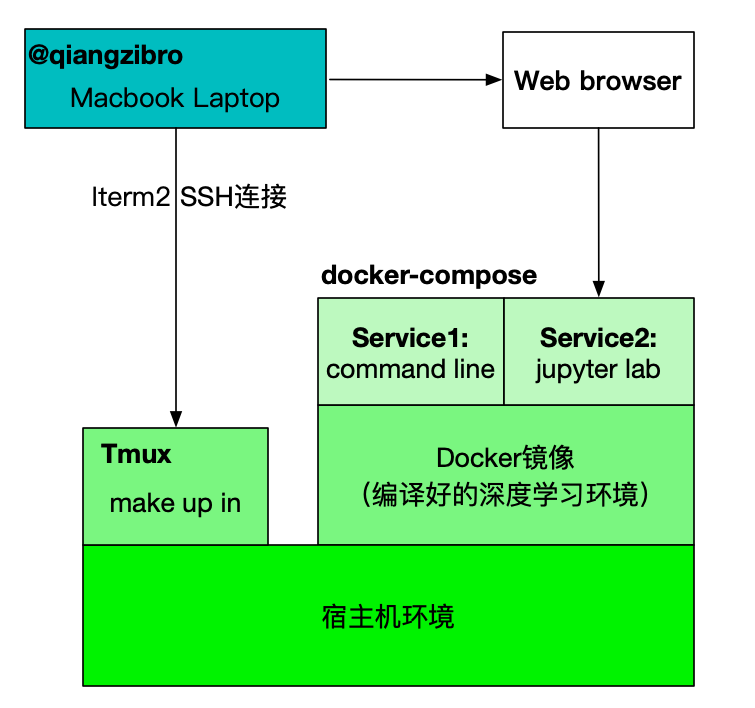 @qiangzibro
Macbook Laptop
Web browser
Iterm2 SSH连接
docker-compose
Service1:
command line
Service2:
jupyter lab
Tmux
make up in
Docker镜像
（编译好的深度学习环境）
宿主机环境